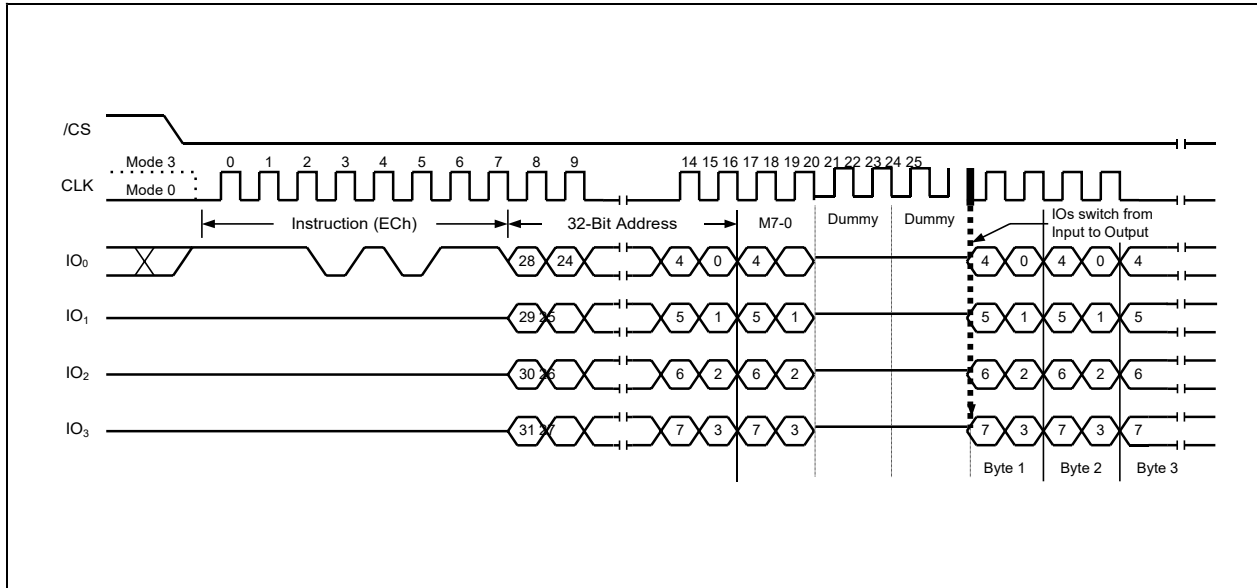 /CS
Mode 3 0 1 2 3 4 5 6 7 8 9 14 15 16 17 18 19 20 21 22 23 24 25
CLK Mode 0
Instruction (ECh) 32-Bit Address M7-0 Dummy Dummy IOs switch from
Input to Output
IO0 28 24 4 0 4 0 4 0 4
IO1 29 25 5 1 5 1 5 1 5 1 5
IO2 30 26 6 2 6 2 6 2 6 2 6
IO3 31 27 7 3 7 3 7 3 7 3 7
Byte 1 Byte 2 Byte 3